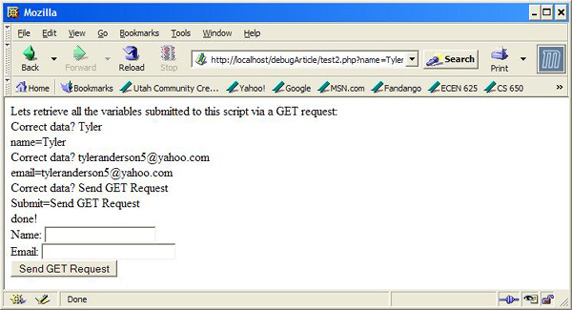 Mozilla
File Edit View Go Bookmarks Tools Window Help
Back Forward Reload Stop http://localhost/debugArticle/test2.php?name=Tyler Search Print m
Home Bookmarks Utah Community Cre... Yahoo! Google MSN.com Fandango ECEN 625 CS 650 »
Lets retrieve all the variables submitted to this script via a GET request:
Correct data? Tyler
name=Tyler
Correct data? tyleranderson5@yahoo.com
email=tyleranderson5@yahoo.com
Correct data? Send GET Request
Submit=Send GET Request
done!
Name:
Email:
Send GET Request
Done